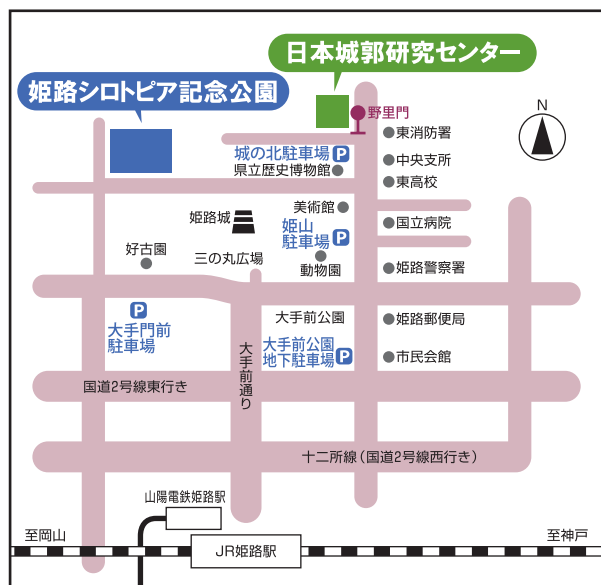 日本城郭研究センター
姫路シロトピア記念公園
N
野里門
東消防署
城の北駐車場 P
中央支所
県立歴史博物館
東高校
美術館
姫路城
国立病院
姫山
駐車場 P
好古園
三の丸広場
動物園
姫路警察署
P
大手門前
駐車場
大手前公園
姫路郵便局
大手前公園
地下駐車場 P
大手前通り
市民会館
国道2号線東行き
十二所線(国道2号線西行き)
山陽電鉄姫路駅
至岡山
至神戸
JR姫路駅